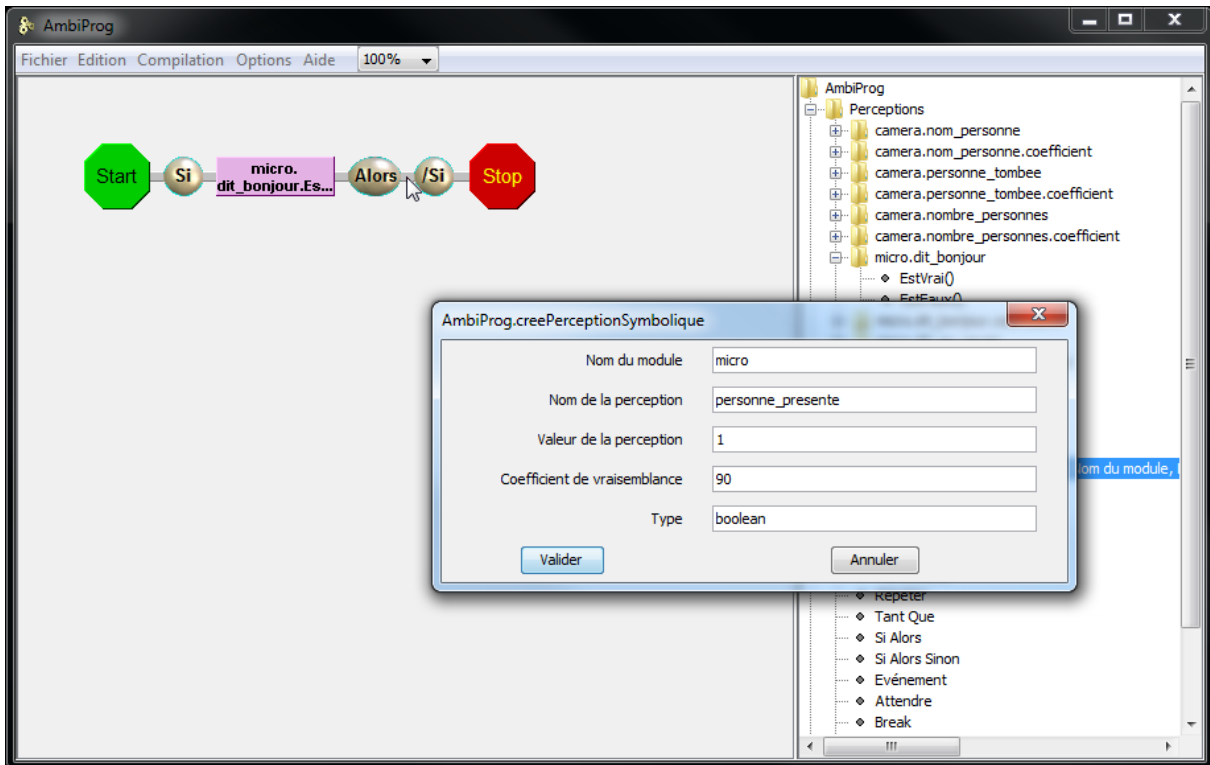 AmbiProg
Fichier Edition Compilation Options Aide 100%
Start Si micro. dit_bonjour.Es... Alors /Si Stop
AmbiProg
Perceptions
camera.nom_personne
camera.nom_personne.coefficient
camera.personne_tombee
camera.personne_tombee.coefficient
camera.nombre_personnes
camera.nombre_personnes.coefficient
micro.dit_bonjour
EstVrai()
EstFaux()
AmbiProg.creePerceptionSymbolique
Nom du module micro
Nom de la perception personne_presente
Valeur de la perception 1
Coefficient de vraisemblance 90
Type boolean
Valider Annuler
Nom du module,
Répéter
Tant Que
Si Alors
Si Alors Sinon
Evénement
Attendre
Break